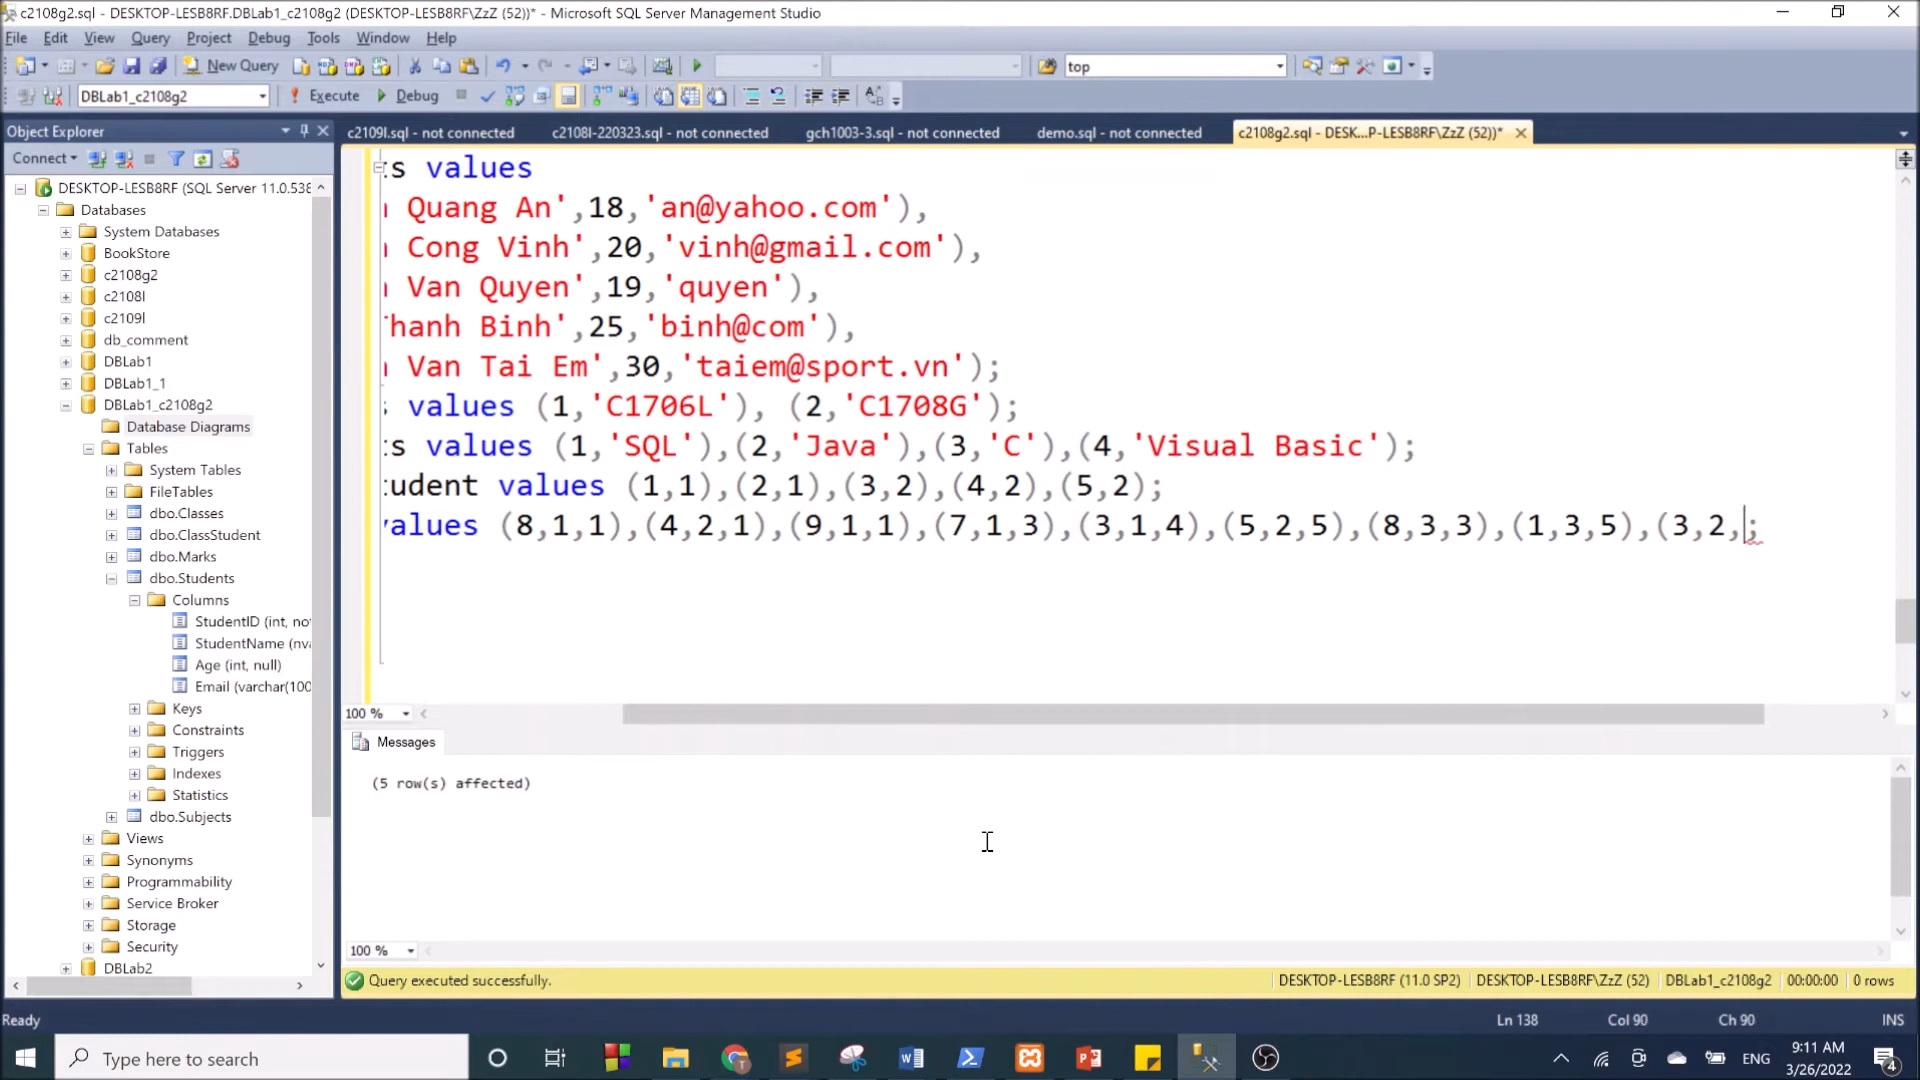 c2108g2.sql - DESKTOP-LESB8RF.DBLab1_c2108g2 (DESKTOP-LESB8RF\ZzZ (52))* - Microsoft SQL Server Management Studio
File Edit View Query Project Debug Tools Window Help
New Query top
DBLab1_c2108g2 Execute Debug
Object Explorer
Connect
DESKTOP-LESB8RF (SQL Server 11.0.538
Databases
System Databases
BookStore
c2108g2
c2108l
c2109l
db_comment
DBLab1
DBLab1_1
DBLab1_c2108g2
Database Diagrams
Tables
System Tables
FileTables
dbo.Classes
dbo.ClassStudent
dbo.Marks
dbo.Students
Columns
StudentID (int, no
StudentName (nva
Age (int, null)
Email (varchar(100
Keys
Constraints
Triggers
Indexes
Statistics
dbo.Subjects
Views
Synonyms
Programmability
Service Broker
Storage
Security
DBLab2
c2109l.sql - not connected c2108l-220323.sql - not connected gch1003-3.sql - not connected demo.sql - not connected c2108g2.sql - DESK...P-LESB8RF\ZzZ (52))*
ts values
n Quang An',18,'an@yahoo.com'),
n Cong Vinh',20,'vinh@gmail.com'),
n Van Quyen',19,'quyen'),
Thanh Binh',25,'binh@com'),
n Van Tai Em',30,'taiem@sport.vn');
s values (1,'C1706L'), (2,'C1708G');
ts values (1,'SQL'),(2,'Java'),(3,'C'),(4,'Visual Basic');
tudent values (1,1),(2,1),(3,2),(4,2),(5,2);
values (8,1,1),(4,2,1),(9,1,1),(7,1,3),(3,1,4),(5,2,5),(8,3,3),(1,3,5),(3,2,;
100 %
Messages
(5 row(s) affected)
100 %
Query executed successfully. DESKTOP-LESB8RF (11.0 SP2) DESKTOP-LESB8RF\ZzZ (52) DBLab1_c2108g2 00:00:00 0 rows
Ready Ln 138 Col 90 Ch 90 INS
Type here to search ENG 9:11 AM
3/26/2022 4